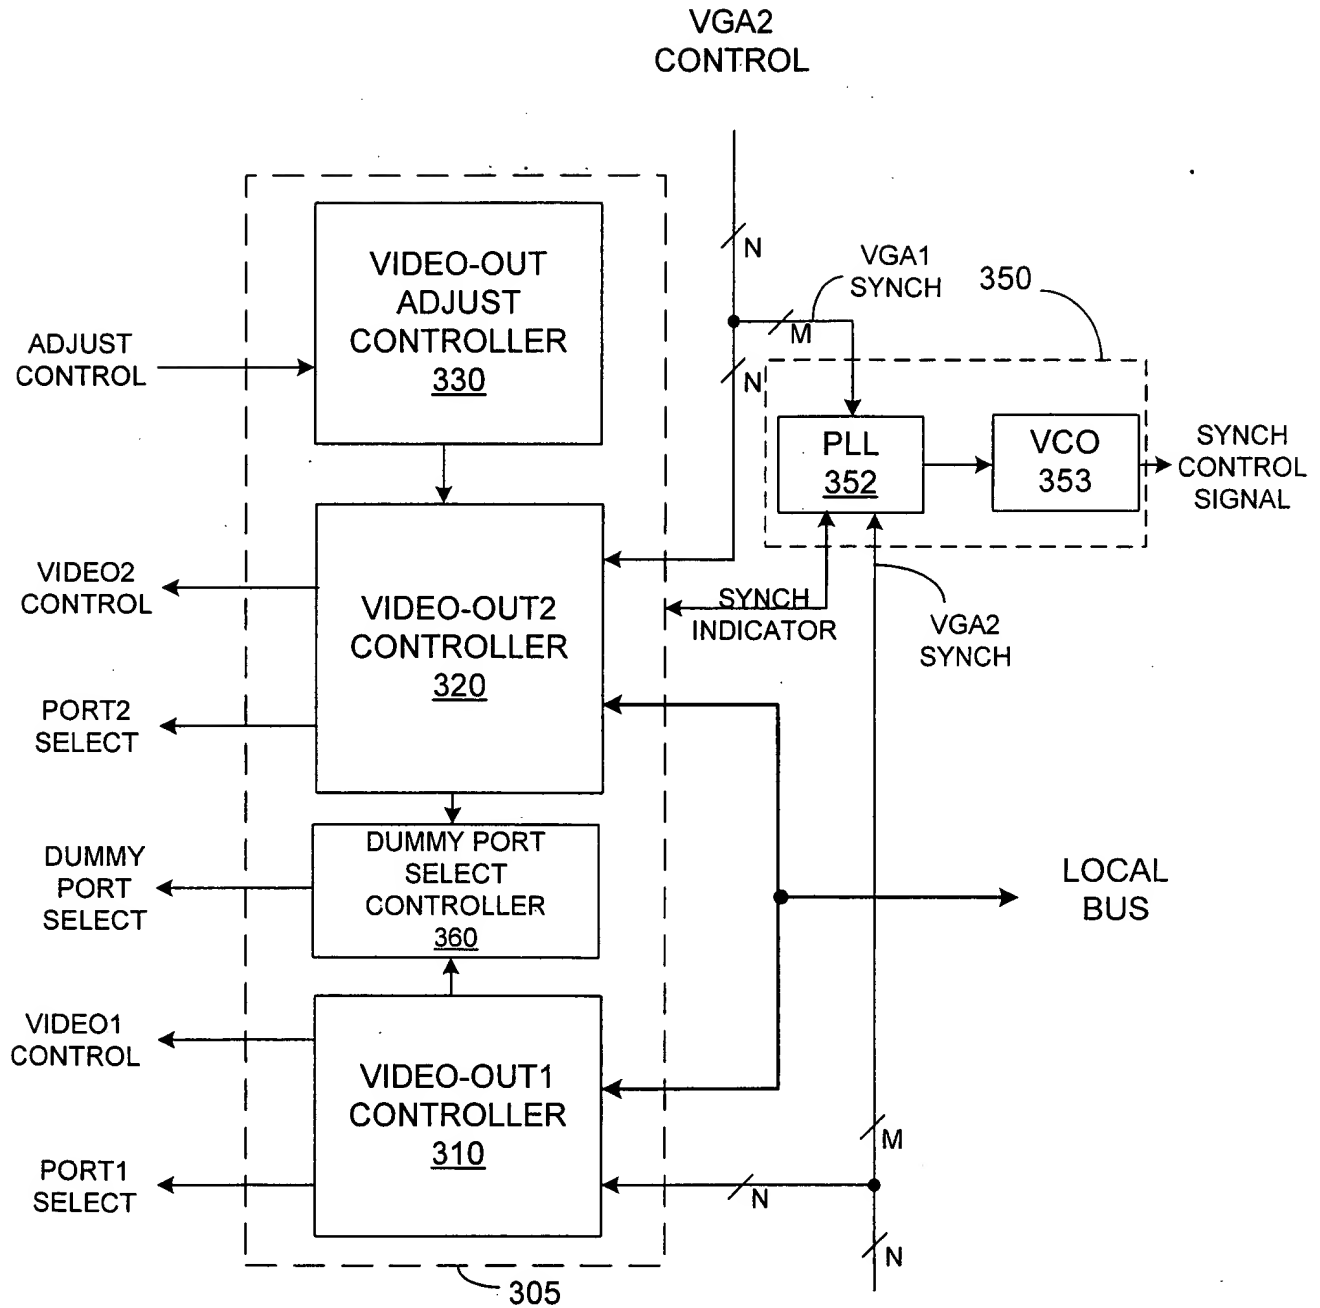 VGA2
CONTROL
N
VGA1
SYNCH
350
M
N
VIDEO-OUT
ADJUST
CONTROLLER
330
ADJUST
CONTROL
PLL
352
VCO
353
SYNCH
CONTROL
SIGNAL
VIDEO2
CONTROL
VIDEO-OUT2
CONTROLLER
320
SYNCH
INDICATOR
VGA2
SYNCH
PORT2
SELECT
DUMMY PORT
SELECT
CONTROLLER
360
DUMMY
PORT
SELECT
LOCAL
BUS
VIDEO1
CONTROL
VIDEO-OUT1
CONTROLLER
310
M
PORT1
SELECT
N
N
305